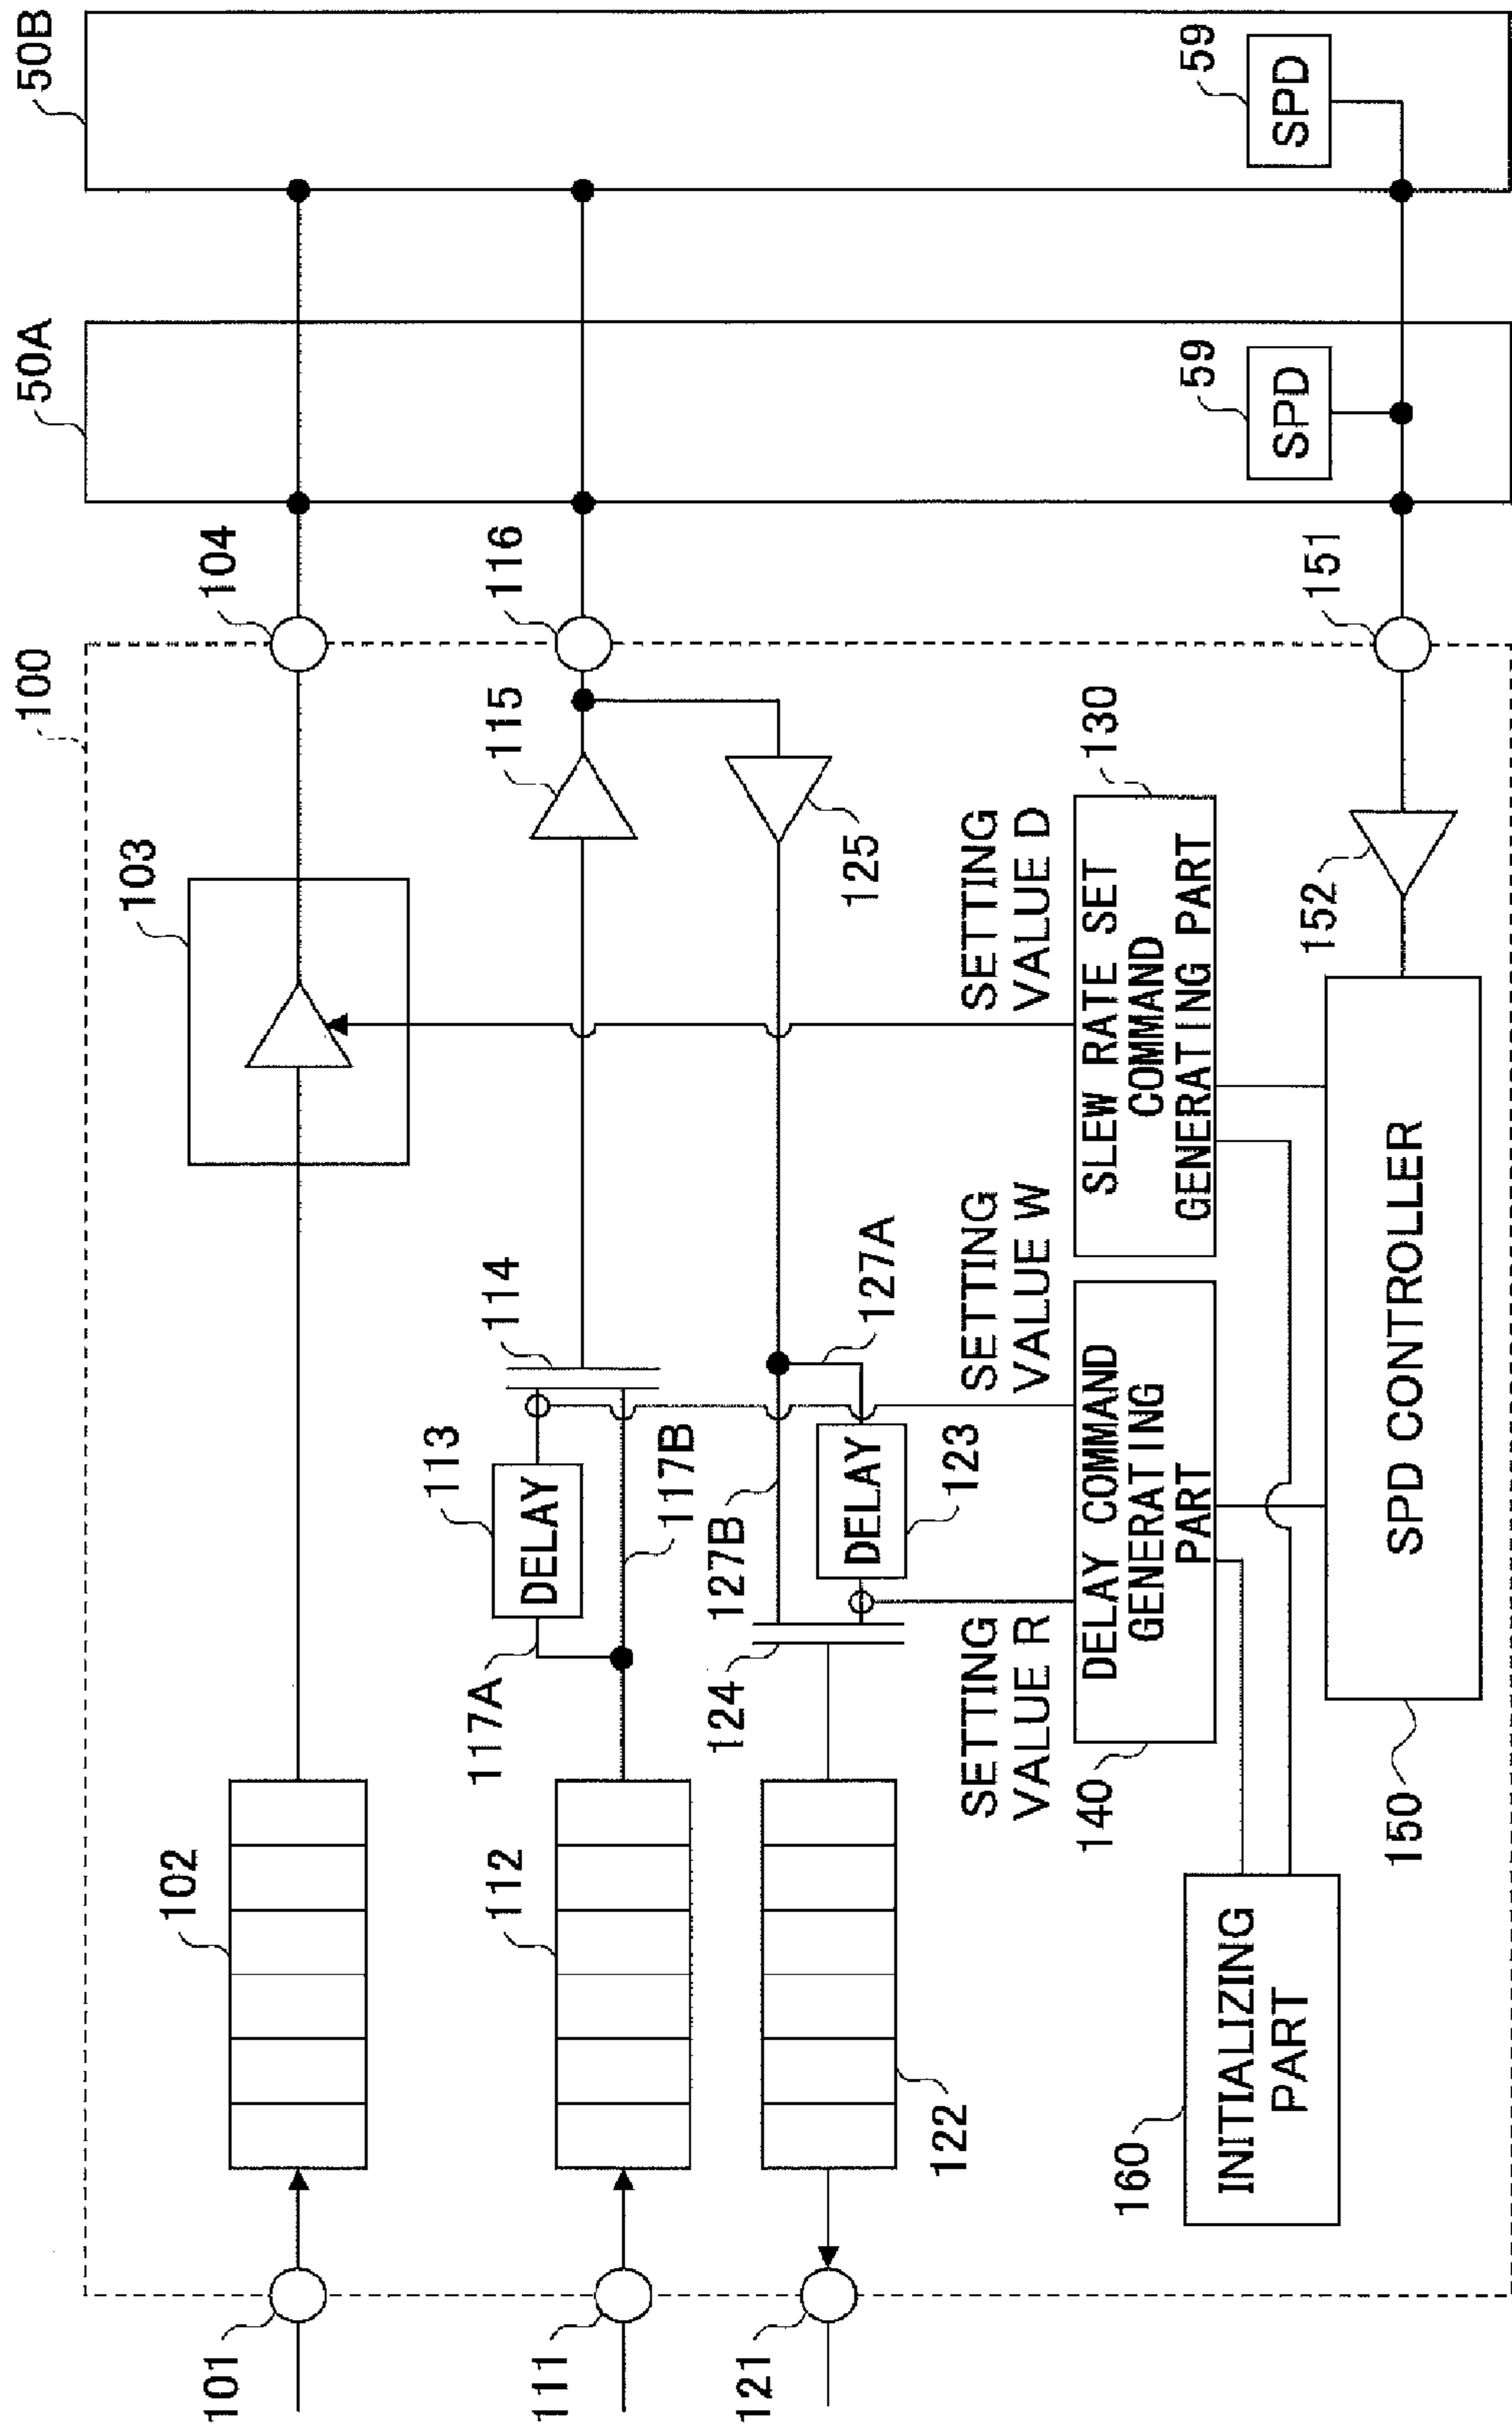 100
50A
50B
101
102
103
104
111
112
117A
113
DELAY
117B
114
115
116
121
122
124
127B
DELAY
123
127A
125
SETTING
VALUE R
SETTING
VALUE W
SETTING
VALUE D
140
DELAY COMMAND
GENERATING
PART
130
SLEW RATE SET
COMMAND
GENERATING PART
160
INITIALIZING
PART
150
SPD CONTROLLER
152
151
59
SPD
59
SPD